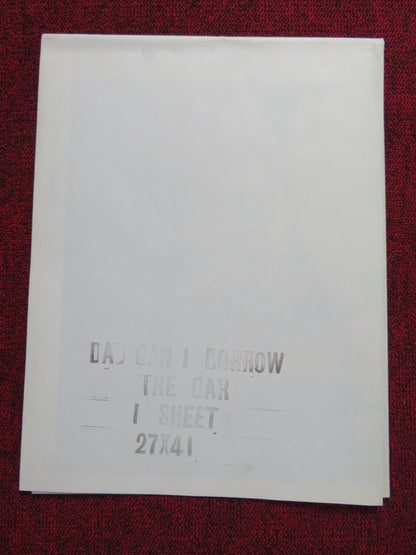 DAD CAN I BORROW
THE CAR
1 SHEET
27X41